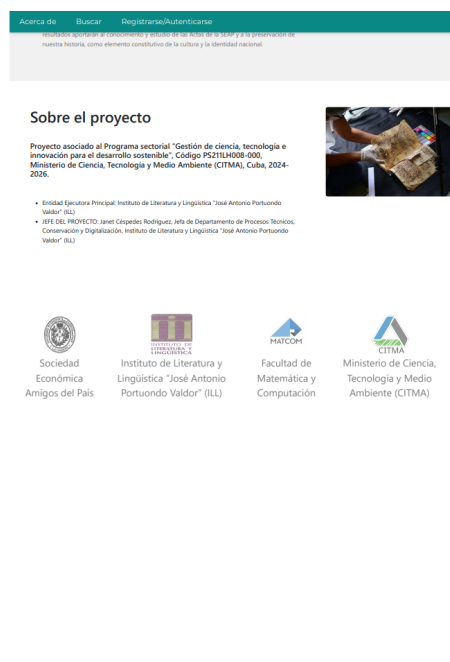 Acerca de Buscar Registrarse/Autenticarse
resultados aportarán al conocimiento y estudio de las Actas de la SEAP y a la preservación de
nuestra historia, como elemento constitutivo de la cultura y la identidad nacional.
Sobre el proyecto
Proyecto asociado al Programa sectorial "Gestión de ciencia, tecnología e
innovación para el desarrollo sostenible", Código PS211LH008-000,
Ministerio de Ciencia, Tecnología y Medio Ambiente (CITMA), Cuba, 2024-
2026.
• Entidad Ejecutora Principal: Instituto de Literatura y Lingüística "José Antonio Portuondo
Valdor" (ILL)
• JEFE DEL PROYECTO: Janet Céspedes Rodríguez, Jefa de Departamento de Procesos Técnicos,
Conservación y Digitalización, Instituto de Literatura y Lingüística "José Antonio Portuondo
Valdor" (ILL)
INSTITUTO DE
LITERATURA Y
LINGÜÍSTICA
MATCOM
CITMA
Sociedad
Económica
Amigos del País
Instituto de Literatura y
Lingüística "José Antonio
Portuondo Valdor" (ILL)
Facultad de
Matemática y
Computación
Ministerio de Ciencia,
Tecnología y Medio
Ambiente (CITMA)